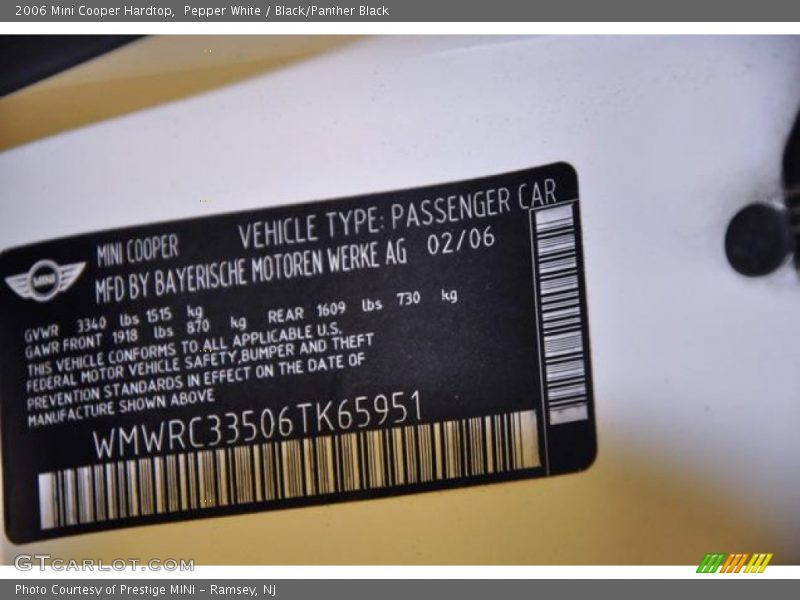 2006 Mini Cooper Hardtop,  Pepper White / Black/Panther Black
MINI COOPER VEHICLE TYPE: PASSENGER CAR
MFD BY BAYERISCHE MOTOREN WERKE AG 02/06
MINI
GVWR 3340 lbs 1515 kg
GAWR FRONT 1918 lbs 870 kg REAR 1609 lbs 730 kg
THIS VEHICLE CONFORMS TO ALL APPLICABLE U.S.
FEDERAL MOTOR VEHICLE SAFETY,BUMPER AND THEFT
PREVENTION STANDARDS IN EFFECT ON THE DATE OF
MANUFACTURE SHOWN ABOVE
WMWRC33506TK65951
GTCARLOT.COM
Photo Courtesy of Prestige MINI - Ramsey, NJ